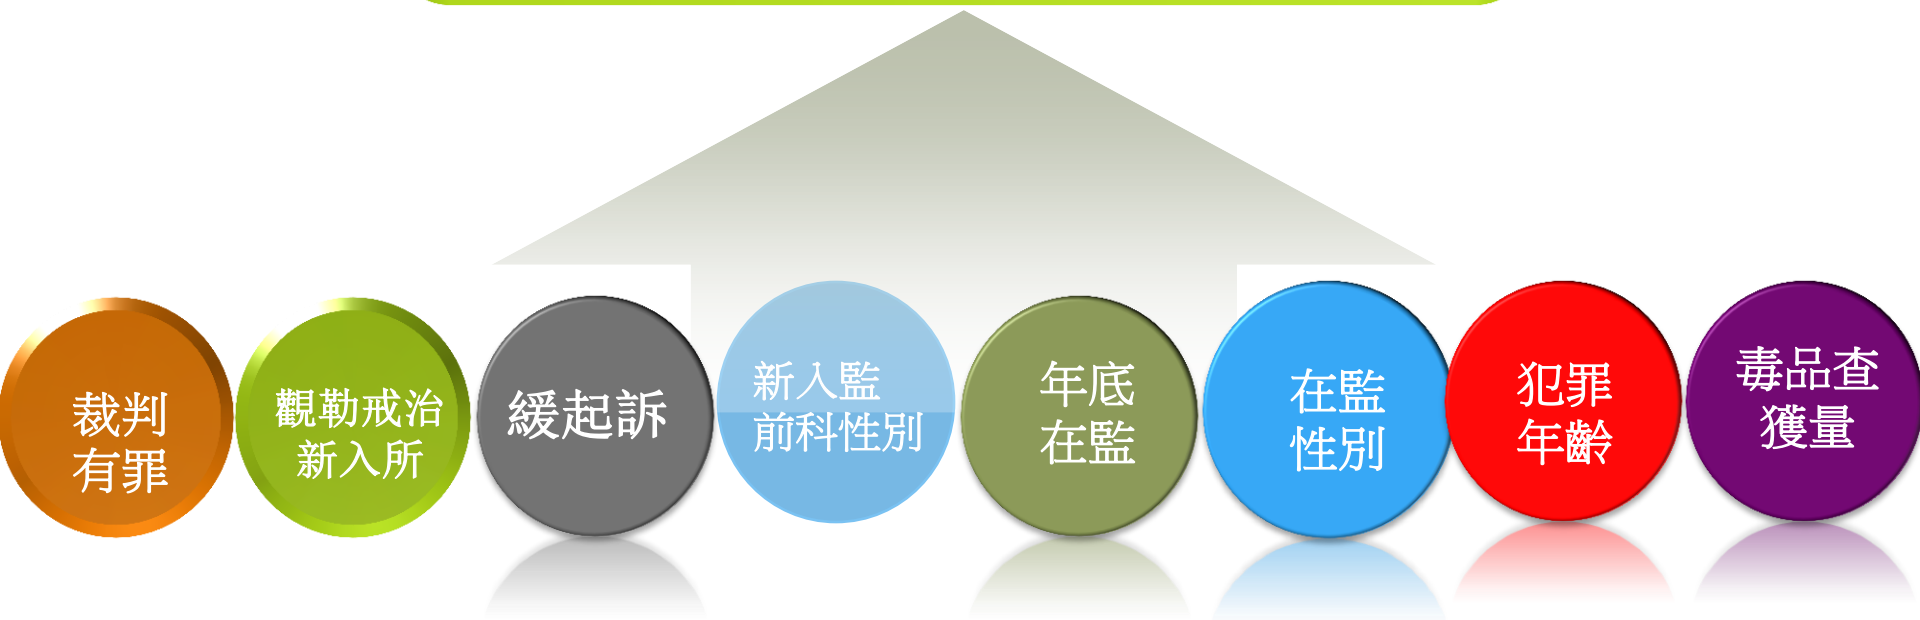 裁判
有罪
觀勒戒治
新入所
緩起訴
新入監
前科性別
年底
在監
在監
性別
犯罪
年齡
毒品查
獲量